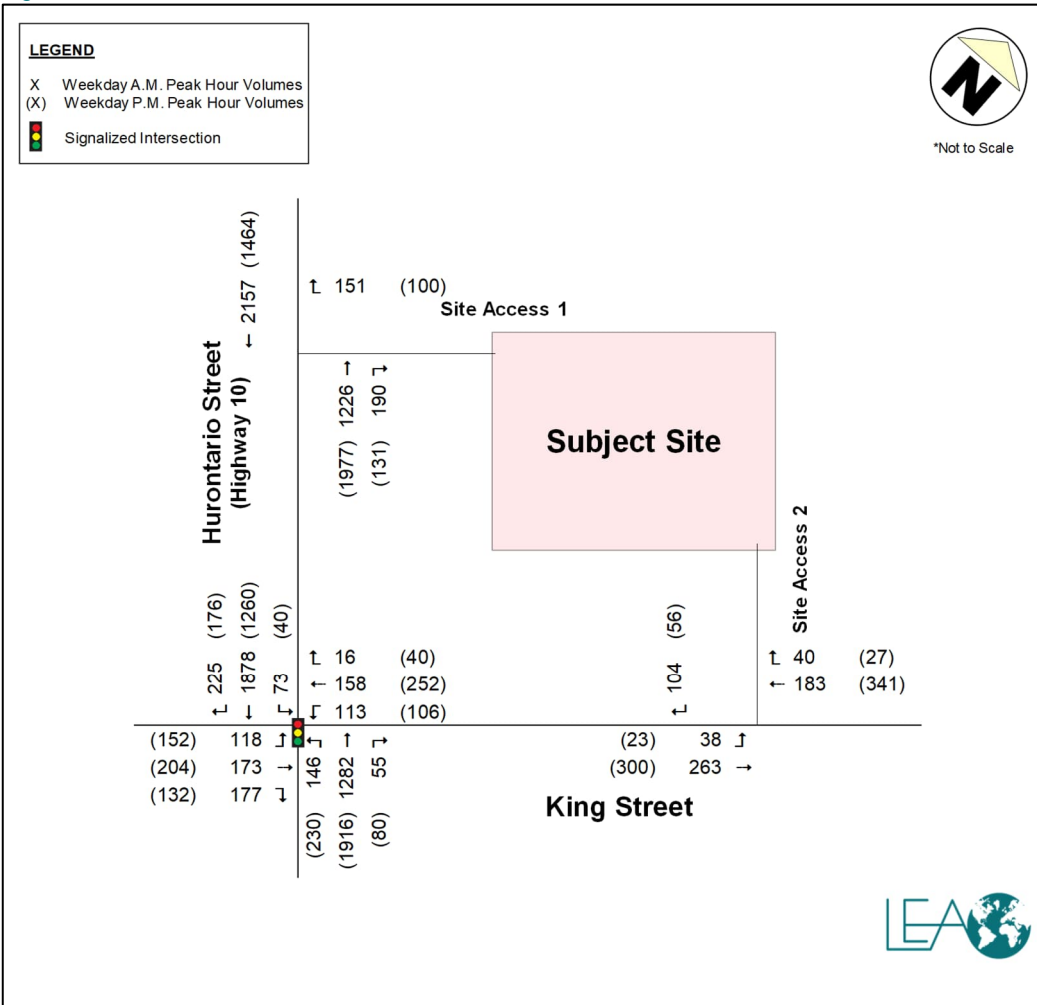 LEGEND
X Weekday A.M. Peak Hour Volumes
(X) Weekday P.M. Peak Hour Volumes
Signalized Intersection
N
*Not to Scale
2157 (1464)
151 (100)
Site Access 1
Hurontario Street
(Highway 10)
(1977) 1226
(131) 190
Subject Site
Site Access 2
225 (176)
1878 (1260)
73 (40)
16 (40)
158 (252)
113 (106)
104 (56)
40 (27)
183 (341)
(152) 118
(204) 173
(132) 177
(230) 146
(1916) 1282
(80) 55
(23) 38
(300) 263
King Street
LEA